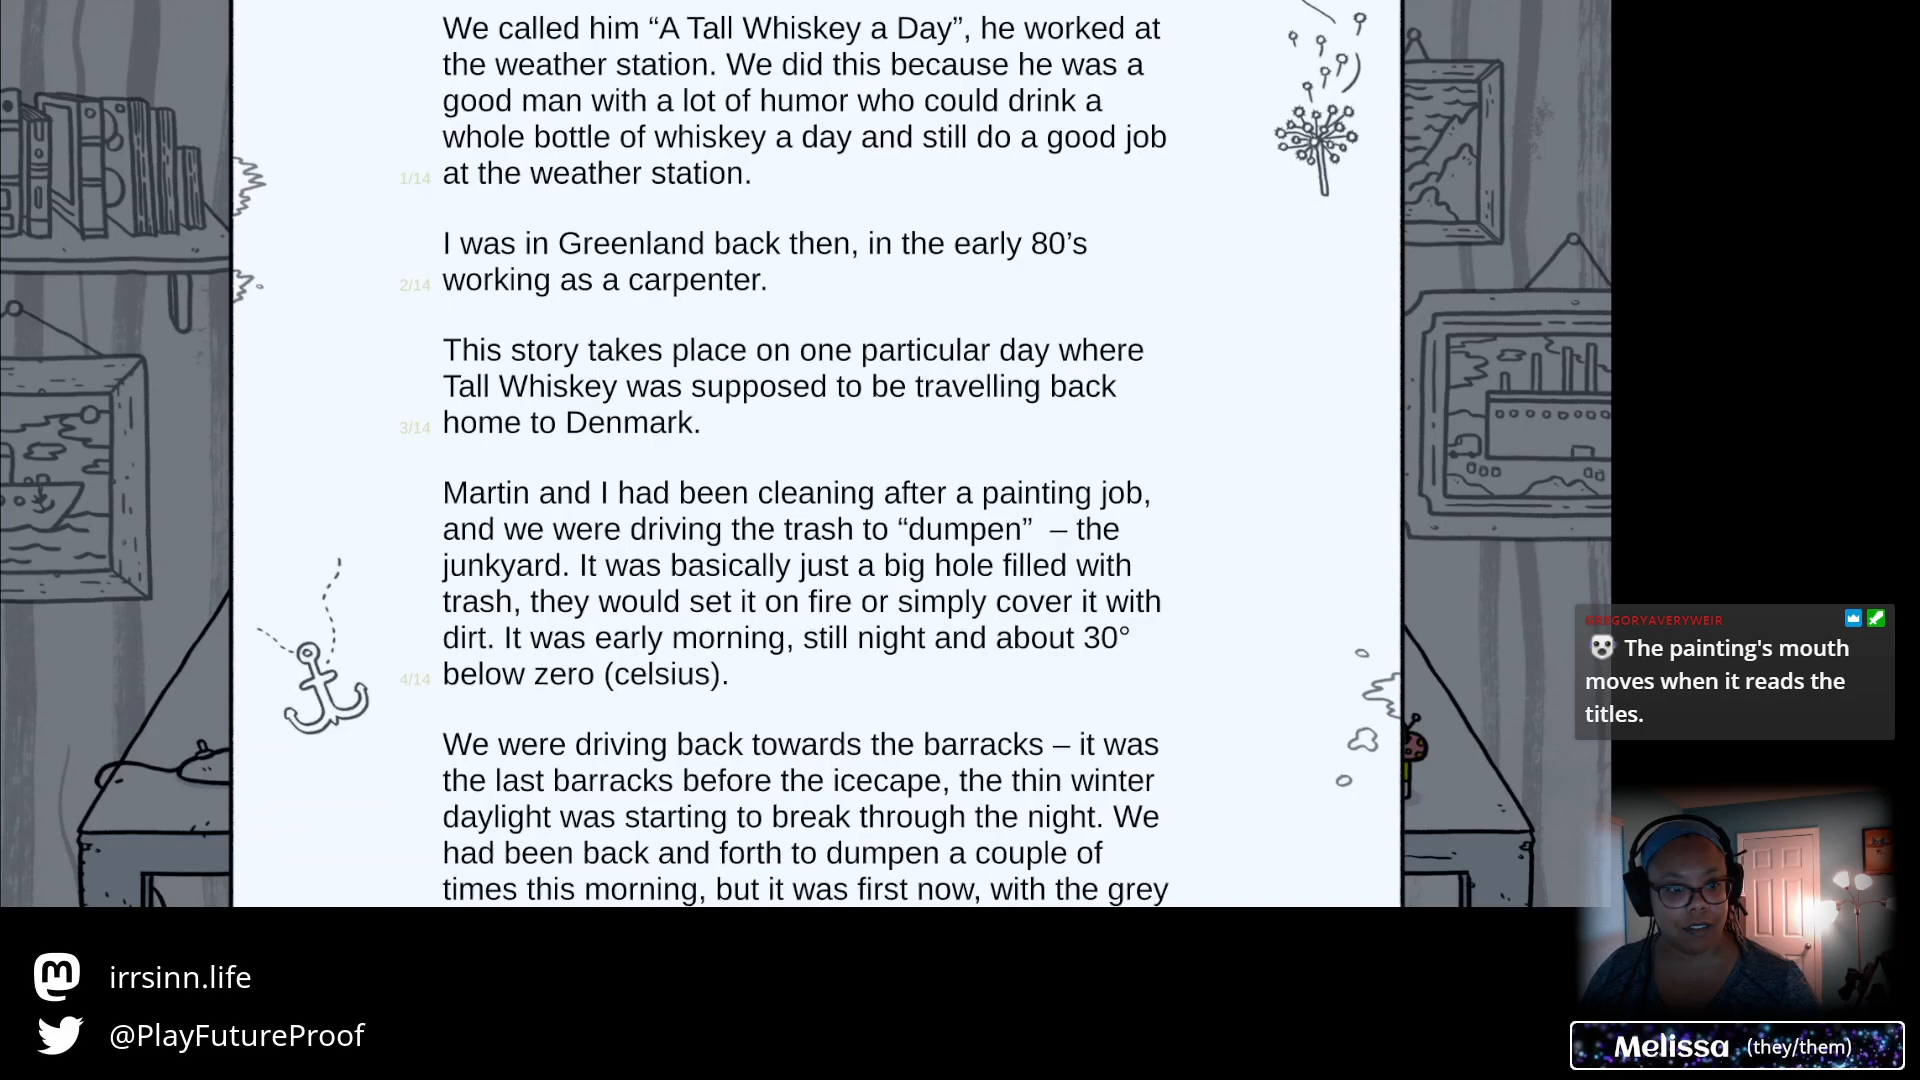 We called him “A Tall Whiskey a Day”, he worked at
the weather station. We did this because he was a
good man with a lot of humor who could drink a
whole bottle of whiskey a day and still do a good job
1/14 at the weather station.
I was in Greenland back then, in the early 80’s
2/14 working as a carpenter.
This story takes place on one particular day where
Tall Whiskey was supposed to be travelling back
3/14 home to Denmark.
Martin and I had been cleaning after a painting job,
and we were driving the trash to “dumpen”  – the
junkyard. It was basically just a big hole filled with
trash, they would set it on fire or simply cover it with
dirt. It was early morning, still night and about 30°
4/14 below zero (celsius).
We were driving back towards the barracks – it was
the last barracks before the icecape, the thin winter
daylight was starting to break through the night. We
had been back and forth to dumpen a couple of
times this morning, but it was first now, with the grey
GREGORYAVERYWEIR
The painting's mouth
moves when it reads the
titles.
irrsinn.life
@PlayFutureProof
Melissa (they/them)